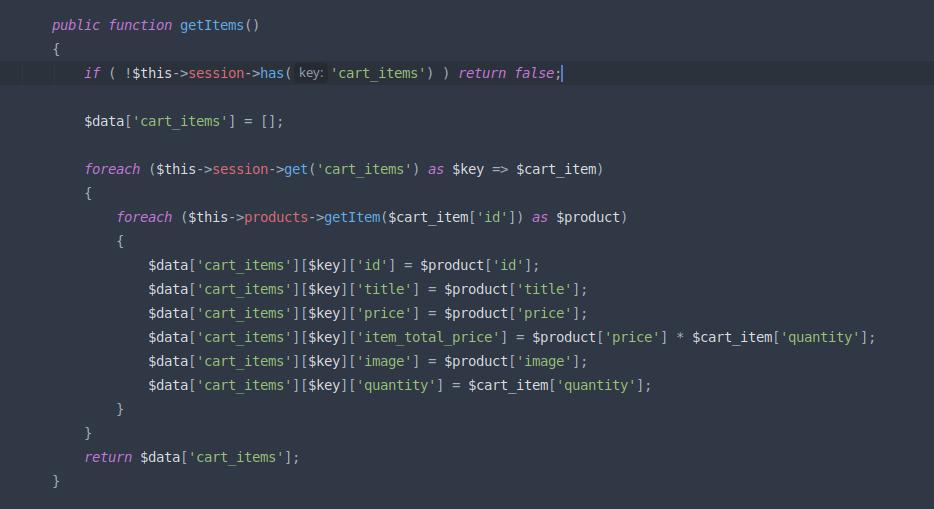 public function getItems()
{
if ( !$this->session->has( key: 'cart_items') ) return false;
$data['cart_items'] = [];
foreach ($this->session->get('cart_items') as $key => $cart_item)
{
foreach ($this->products->getItem($cart_item['id']) as $product)
{
$data['cart_items'][$key]['id'] = $product['id'];
$data['cart_items'][$key]['title'] = $product['title'];
$data['cart_items'][$key]['price'] = $product['price'];
$data['cart_items'][$key]['item_total_price'] = $product['price'] * $cart_item['quantity'];
$data['cart_items'][$key]['image'] = $product['image'];
$data['cart_items'][$key]['quantity'] = $cart_item['quantity'];
}
}
return $data['cart_items'];
}